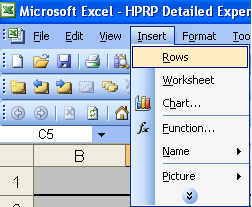 Microsoft Excel - HPRP Detailed Exper
File Edit View Insert Format Too
Rows
Worksheet
Chart...
Function...
Name
Picture
C5
fx
B
1